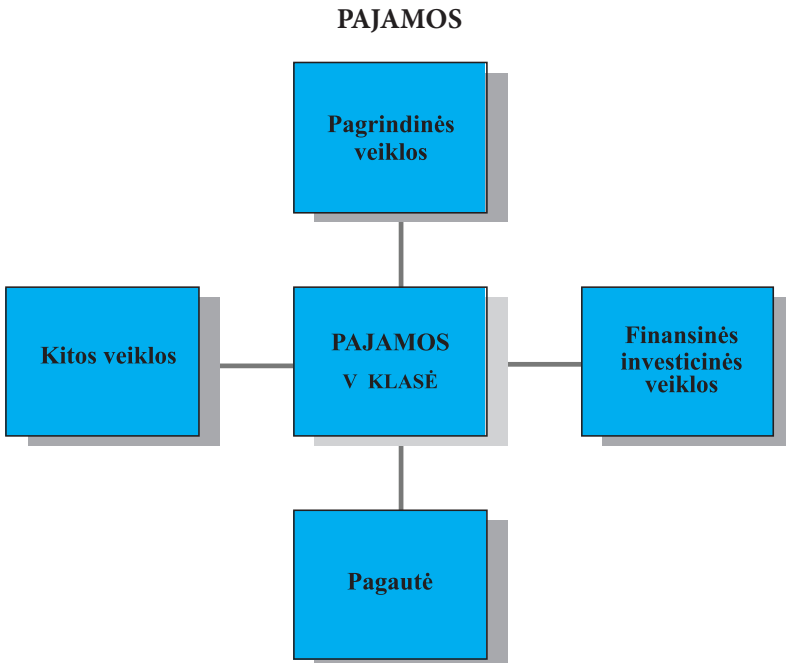 PAJAMOS
Pagrindinės
veiklos
Kitos veiklos
PAJAMOS
V KLASĖ
Finansinės
investicinės
veiklos
Pagautė